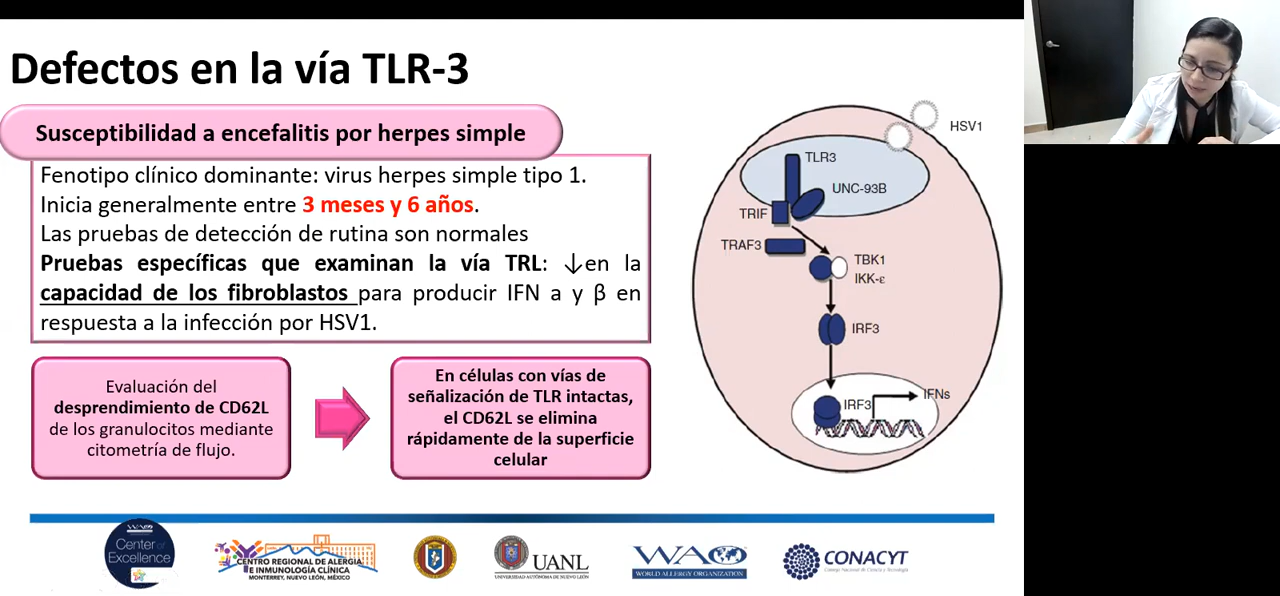 Defectos en la vía TLR-3
Susceptibilidad a encefalitis por herpes simple
Fenotipo clínico dominante: virus herpes simple tipo 1.
Inicia generalmente entre 3 meses y 6 años.
Las pruebas de detección de rutina son normales
Pruebas específicas que examinan la vía TRL: ↓en la
capacidad de los fibroblastos para producir IFN a y β en
respuesta a la infección por HSV1.
Evaluación del
desprendimiento de CD62L
de los granulocitos mediante
citometría de flujo.
En células con vías de
señalización de TLR intactas,
el CD62L se elimina
rápidamente de la superficie
celular
HSV1
TLR3
UNC-93B
TRIF
TRAF3
TBK1
IKK-ε
IRF3
IRF3
IFNs
WAO
Center of
Excellence
CENTRO REGIONAL DE ALERGIA
E INMUNOLOGÍA CLÍNICA
MONTERREY, NUEVO LEÓN, MÉXICO
UANL
UNIVERSIDAD AUTÓNOMA DE NUEVO LEÓN
WAO
WORLD ALLERGY ORGANIZATION
CONACYT
Consejo Nacional de Ciencia y Tecnología